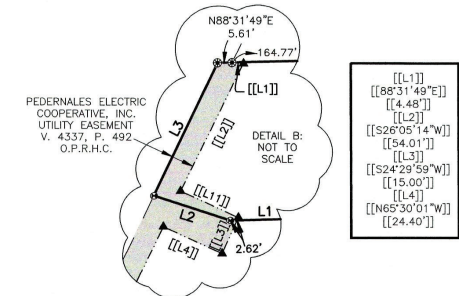 N88°31'49"E
5.61'
164.77'
[[L1]]
PEDERNALES ELECTRIC
COOPERATIVE, INC.
UTILITY EASEMENT
V. 4337, P. 492
O.P.R.H.C.
L3
[[L2]]
DETAIL B:
NOT TO
SCALE
[[L11]]
L2
L1
[[L3]]
[[L4]]
2.62'
[[L1]]
[[88°31'49"E]]
[[4.48']]
[[L2]]
[[S26°05'14"W]]
[[54.01']]
[[L3]]
[[S24°29'59"W]]
[[15.00']]
[[L4]]
[[N65°30'01"W]]
[[24.40']]